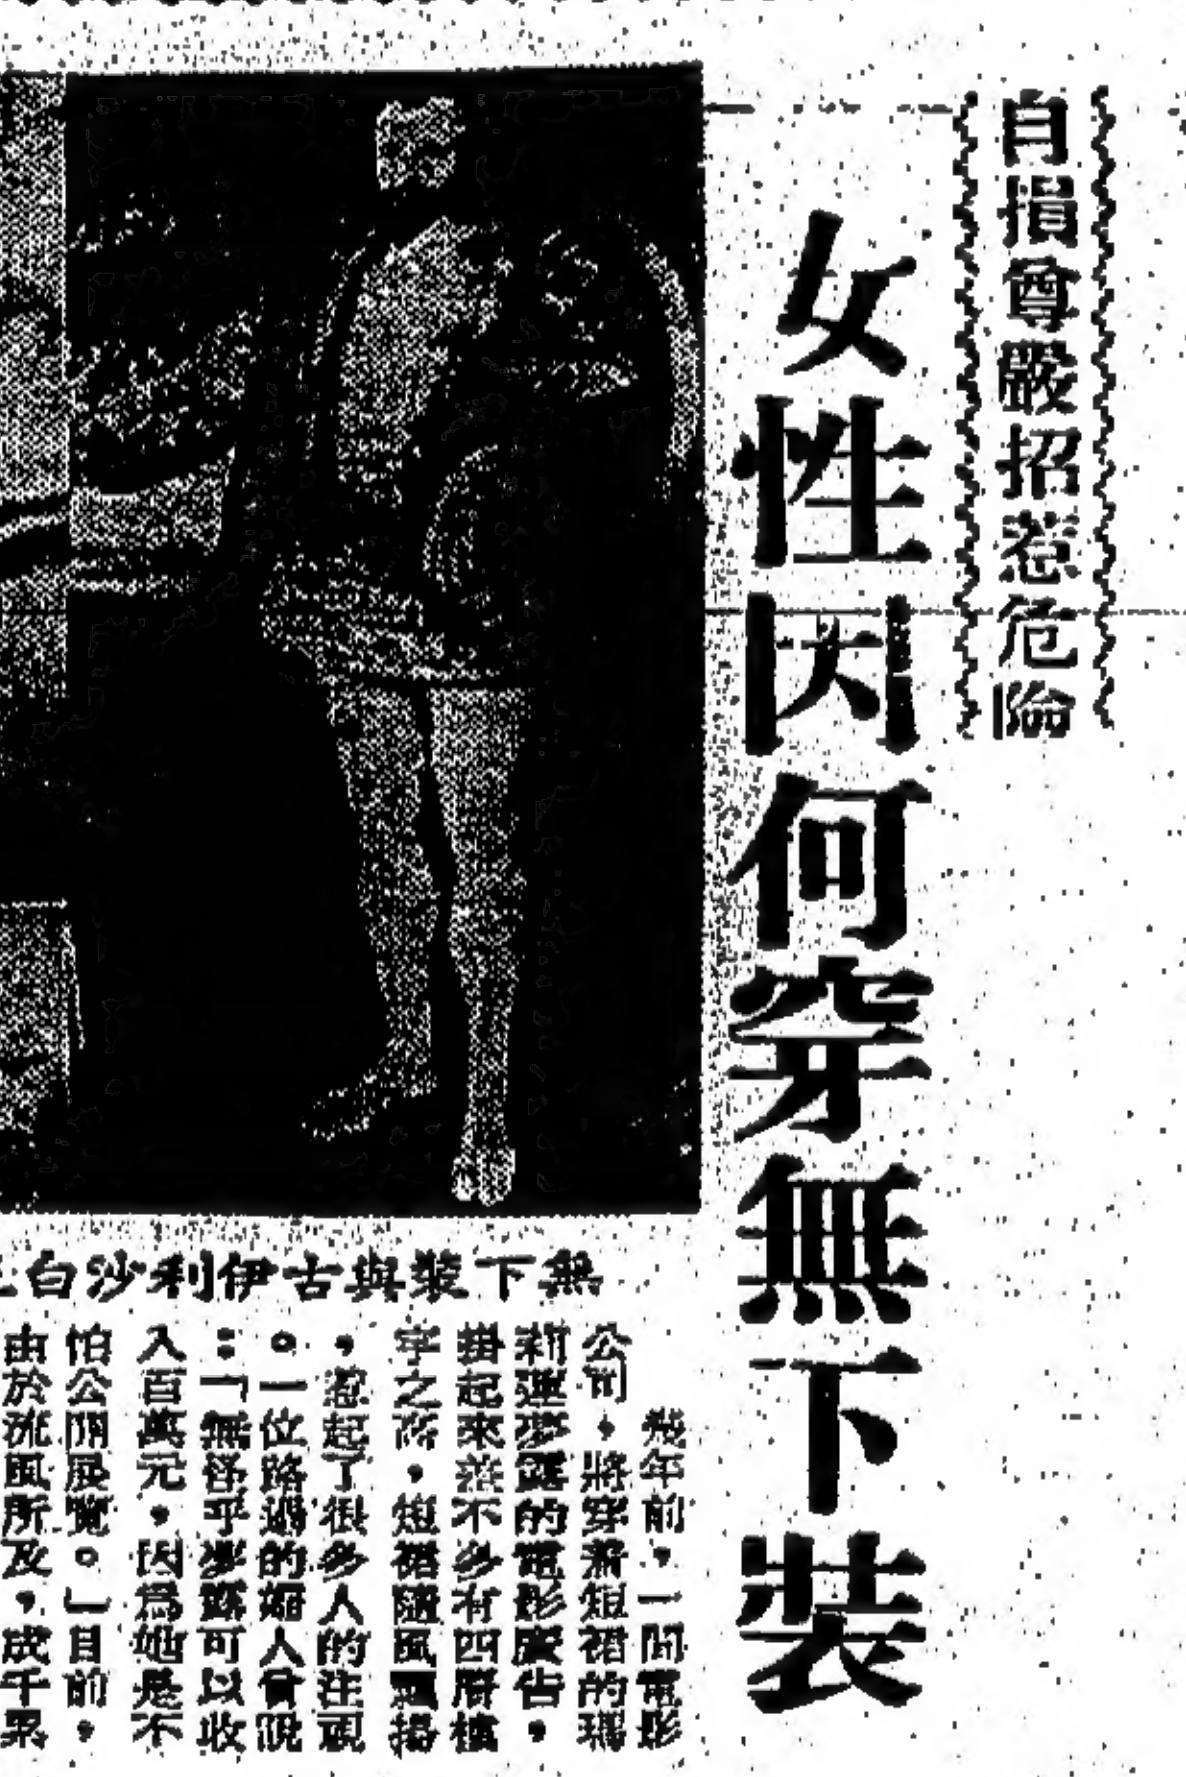 自損尊嚴招惹危險
女性因何穿無下裝
無下裝與古伊利沙白
幾年前，一間電影
公司，將穿着短裙的瑪
莉蓮夢露的電影廣告，
掛起來差不多有四層樓
宇之高，短裙隨風飄揚
，惹起了很多人的注視
。一位路過的婦人曾說
：「無怪乎夢露可以收
入百萬元，因爲她是不
怕公開展覽。」目前，
由於流風所及，成千累